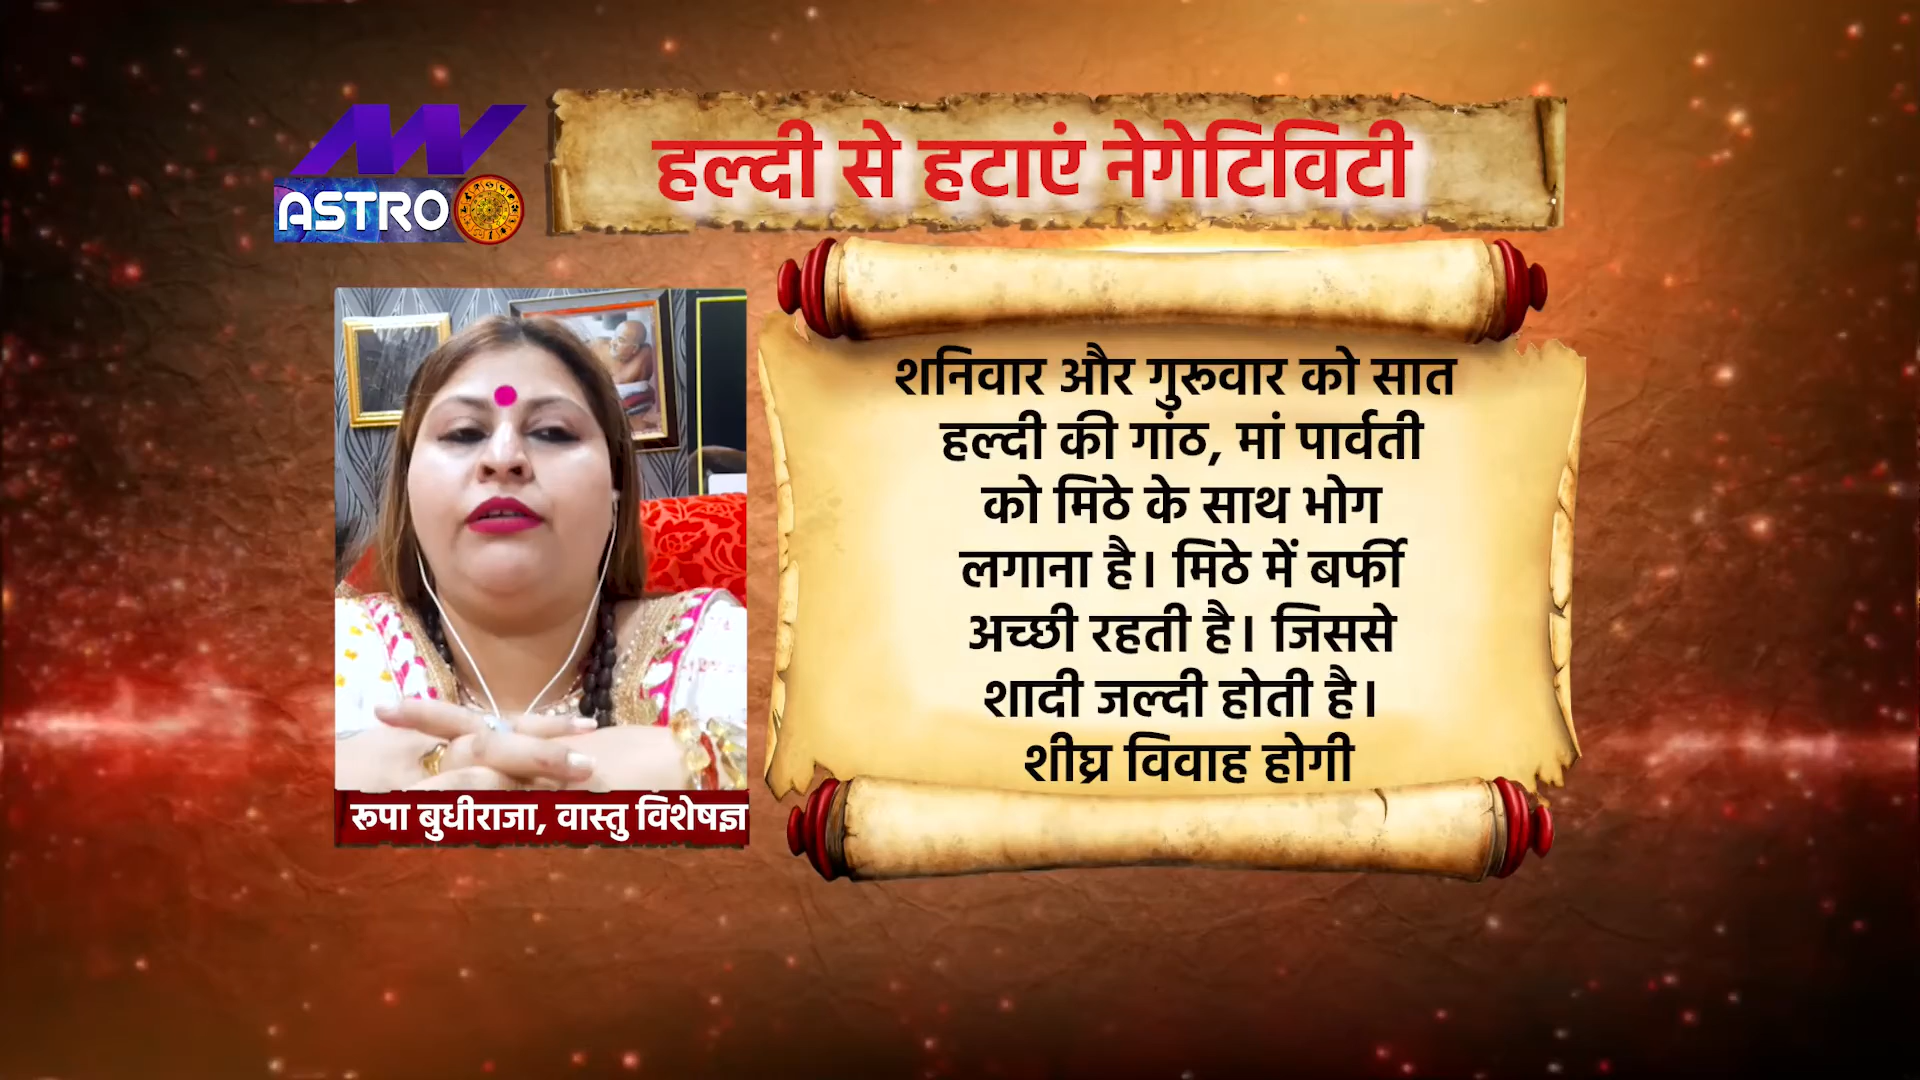 ASTRO
हल्दी से हटाएं नेगेटिविटी
शनिवार और गुरूवार को सात
हल्दी की गांठ, मां पार्वती
को मिठे के साथ भोग
लगाना है। मिठे में बर्फी
अच्छी रहती है। जिससे
शादी जल्दी होती है।
शीघ्र विवाह होगी
रूपा बुधीराजा, वास्तु विशेषज्ञ